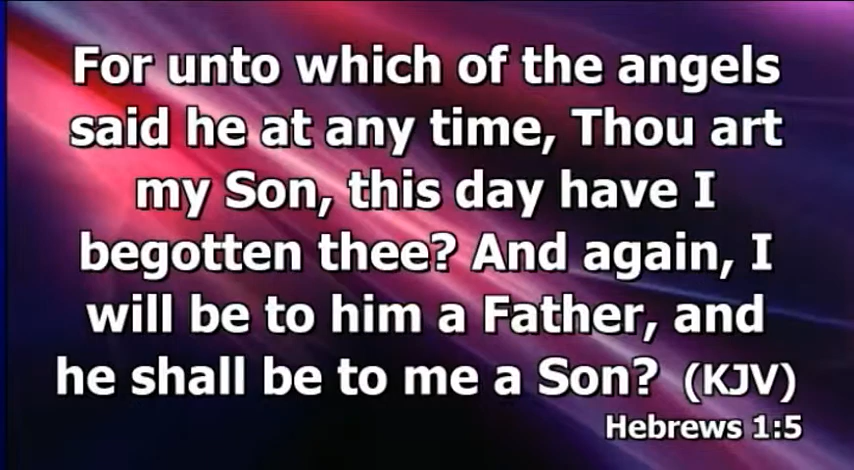 For unto which of the angels
said he at any time, Thou art
my Son, this day have I
begotten thee? And again, I
will be to him a Father, and
he shall be to me a Son? (KJV)
Hebrews 1:5